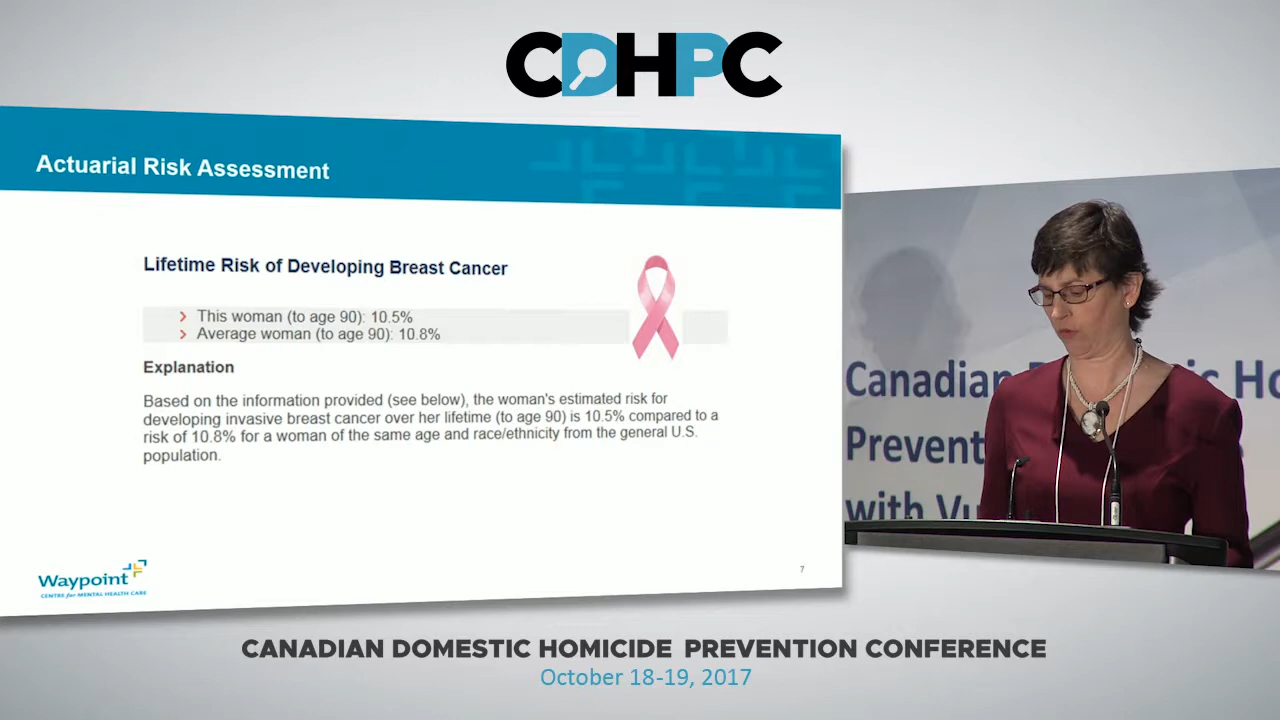 CDHPC
Actuarial Risk Assessment
Lifetime Risk of Developing Breast Cancer
This woman (to age 90): 10.5%
Average woman (to age 90): 10.8%
Explanation
Based on the information provided (see below), the woman's estimated risk for
developing invasive breast cancer over her lifetime (to age 90) is 10.5% compared to a
risk of 10.8% for a woman of the same age and race/ethnicity from the general U.S.
population.
Waypoint
CENTRE for MENTAL HEALTH CARE
7
Canadian
Prevent
with
CANADIAN DOMESTIC HOMICIDE PREVENTION CONFERENCE
October 18-19, 2017